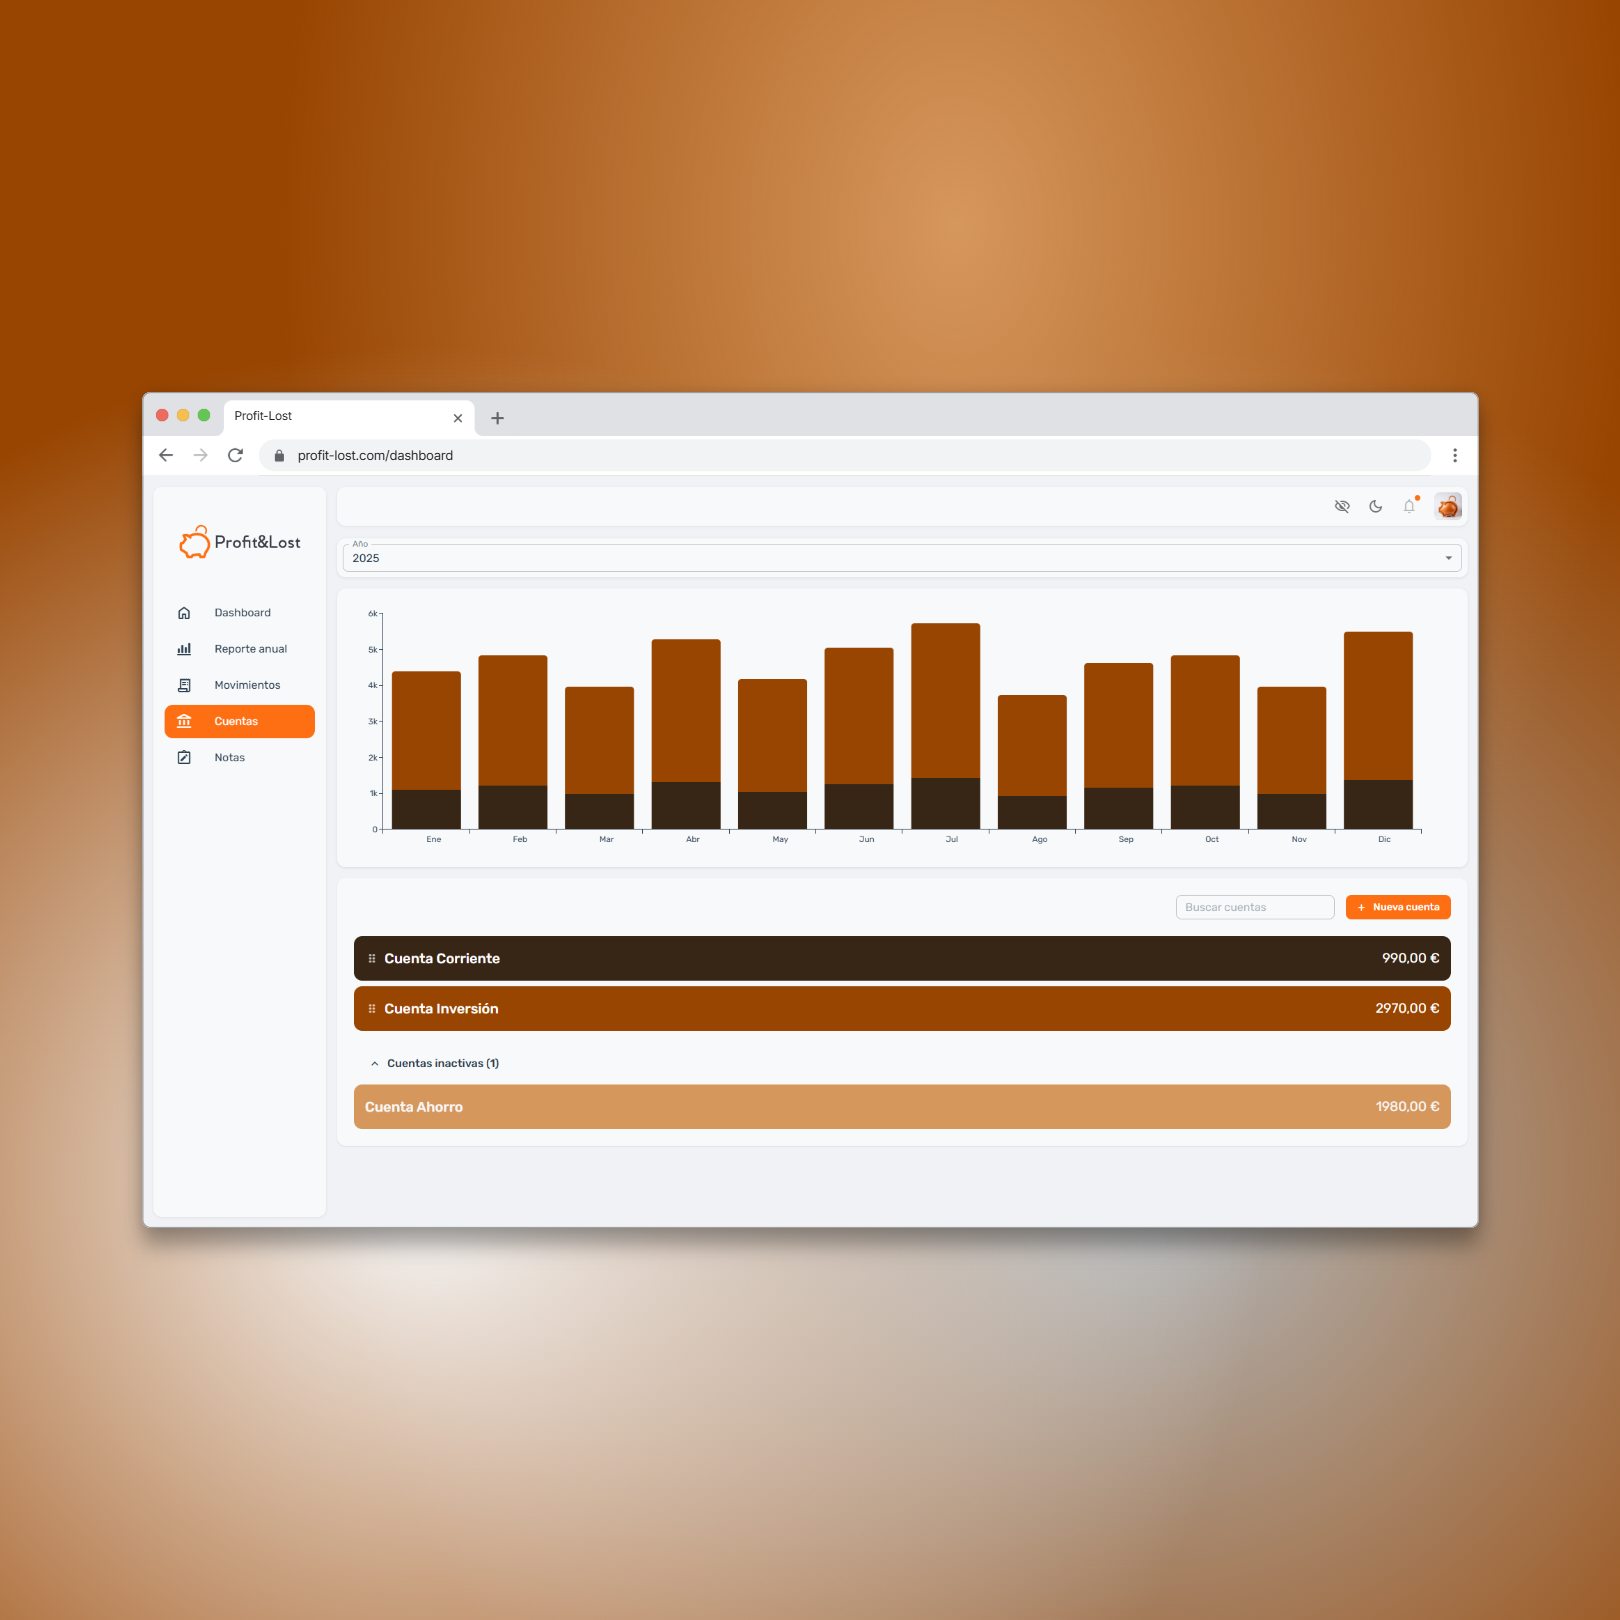 Profit-Lost
profit-lost.com/dashboard
Profit&Lost
Dashboard
Reporte anual
Movimientos
Cuentas
Notas
Año
2025
6k
5k
4k
3k
2k
1k
0
Ene Feb Mar Abr May Jun Jul Ago Sep Oct Nov Dic
Buscar cuentas
+ Nueva cuenta
Cuenta Corriente 990,00 €
Cuenta Inversión 2970,00 €
Cuentas inactivas (1)
Cuenta Ahorro 1980,00 €